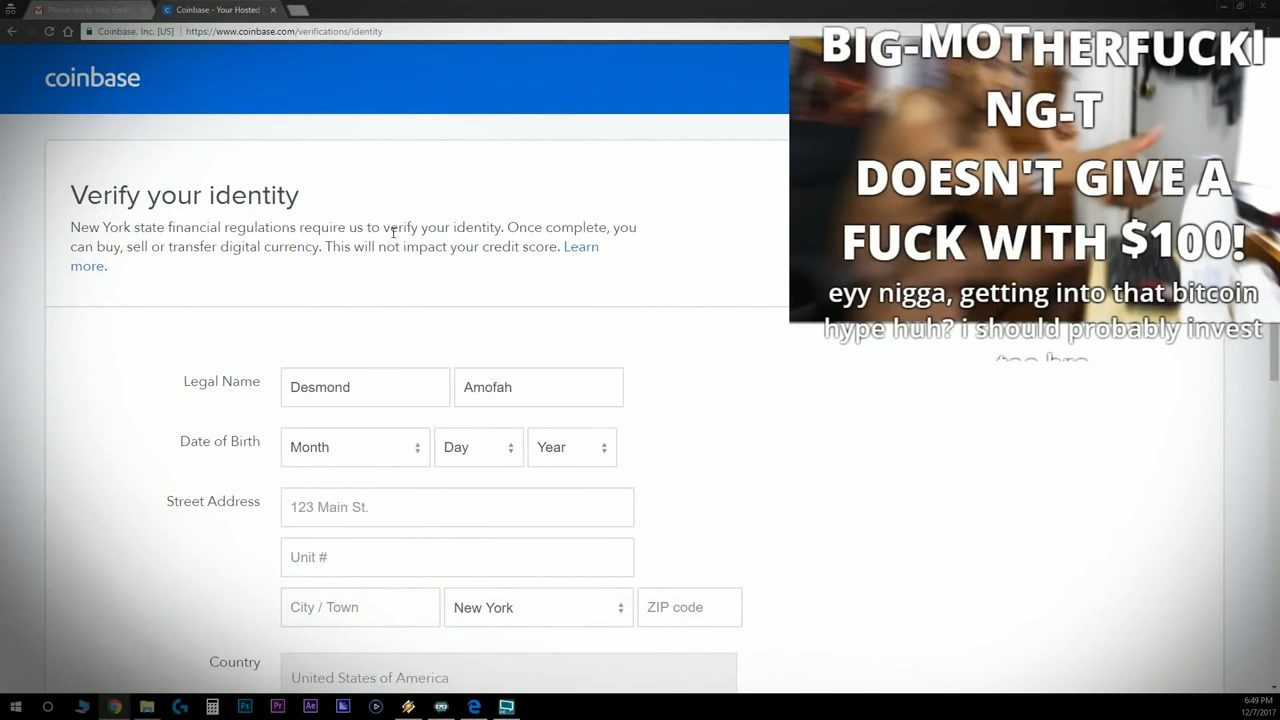 Please Verify Your Email
Coinbase - Your Hosted
Coinbase, Inc. [US]
https://www.coinbase.com/verifications/identity
coinbase
BIG-MOTHERFUCKI
NG-T
DOESN'T GIVE A
FUCK WITH $100!
eyy nigga, getting into that bitcoin
hype huh? i should probably invest
Verify your identity
New York state financial regulations require us to verify your identity. Once complete, you
can buy, sell or transfer digital currency. This will not impact your credit score. Learn
more.
Legal Name
Desmond
Amofah
Date of Birth
Month
Day
Year
Street Address
123 Main St.
Unit #
City / Town
New York
ZIP code
Country
United States of America
6:49 PM
12/7/2017